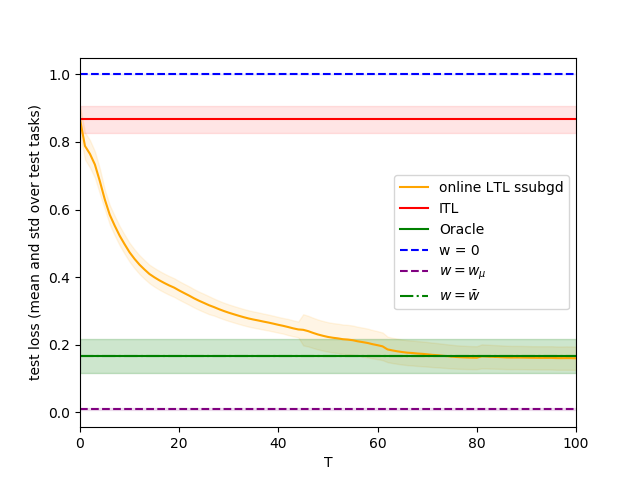 1.0
0.8
0.6
0.4
0.2
0.0
test loss (mean and std over test tasks)
online LTL ssubgd
ITL
Oracle
w = 0
w = wμ
w = w̄
0 20 40 60 80 100
T